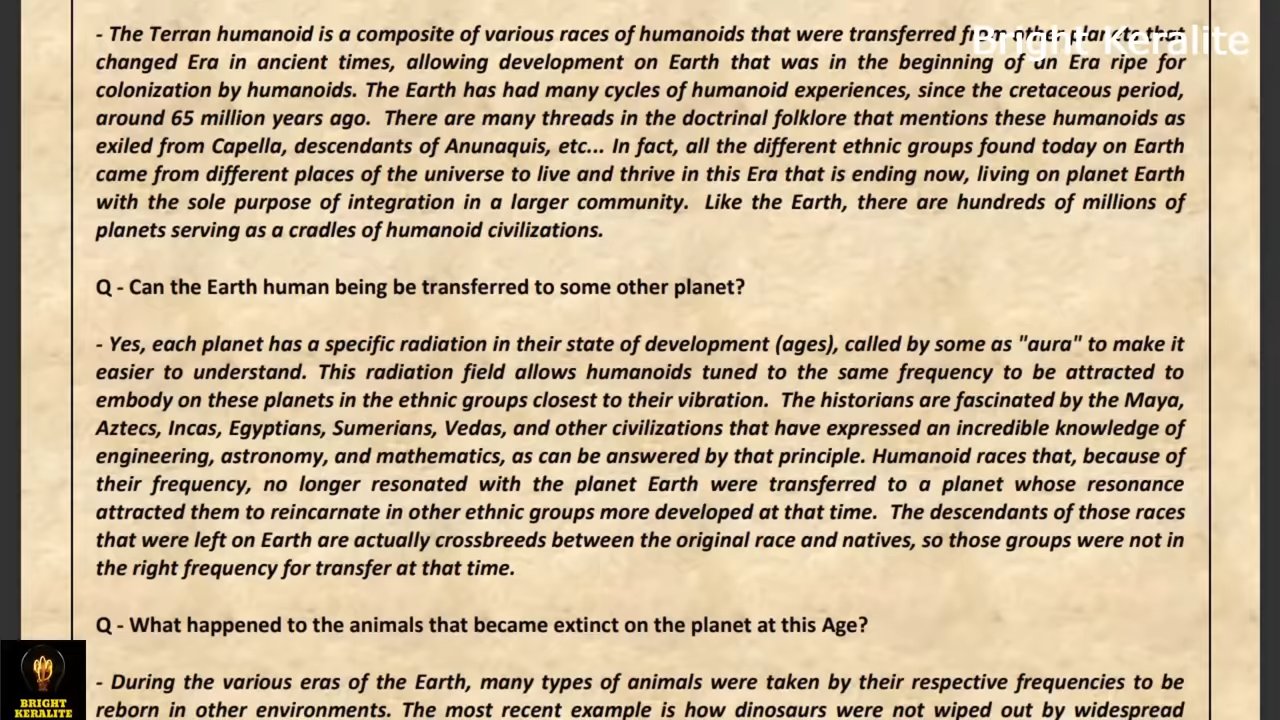 - The Terran humanoid is a composite of various races of humanoids that were transferred from other planets that
changed Era in ancient times, allowing development on Earth that was in the beginning of an Era ripe for
colonization by humanoids. The Earth has had many cycles of humanoid experiences, since the cretaceous period,
around 65 million years ago. There are many threads in the doctrinal folklore that mentions these humanoids as
exiled from Capella, descendants of Anunaquis, etc... In fact, all the different ethnic groups found today on Earth
came from different places of the universe to live and thrive in this Era that is ending now, living on planet Earth
with the sole purpose of integration in a larger community. Like the Earth, there are hundreds of millions of
planets serving as a cradles of humanoid civilizations.
Q - Can the Earth human being be transferred to some other planet?
- Yes, each planet has a specific radiation in their state of development (ages), called by some as "aura" to make it
easier to understand. This radiation field allows humanoids tuned to the same frequency to be attracted to
embody on these planets in the ethnic groups closest to their vibration. The historians are fascinated by the Maya,
Aztecs, Incas, Egyptians, Sumerians, Vedas, and other civilizations that have expressed an incredible knowledge of
engineering, astronomy, and mathematics, as can be answered by that principle. Humanoid races that, because of
their frequency, no longer resonated with the planet Earth were transferred to a planet whose resonance
attracted them to reincarnate in other ethnic groups more developed at that time. The descendants of those races
that were left on Earth are actually crossbreeds between the original race and natives, so those groups were not in
the right frequency for transfer at that time.
Q - What happened to the animals that became extinct on the planet at this Age?
- During the various eras of the Earth, many types of animals were taken by their respective frequencies to be
reborn in other environments. The most recent example is how dinosaurs were not wiped out by widespread
Bright Keralite
BRIGHT
KERALITE